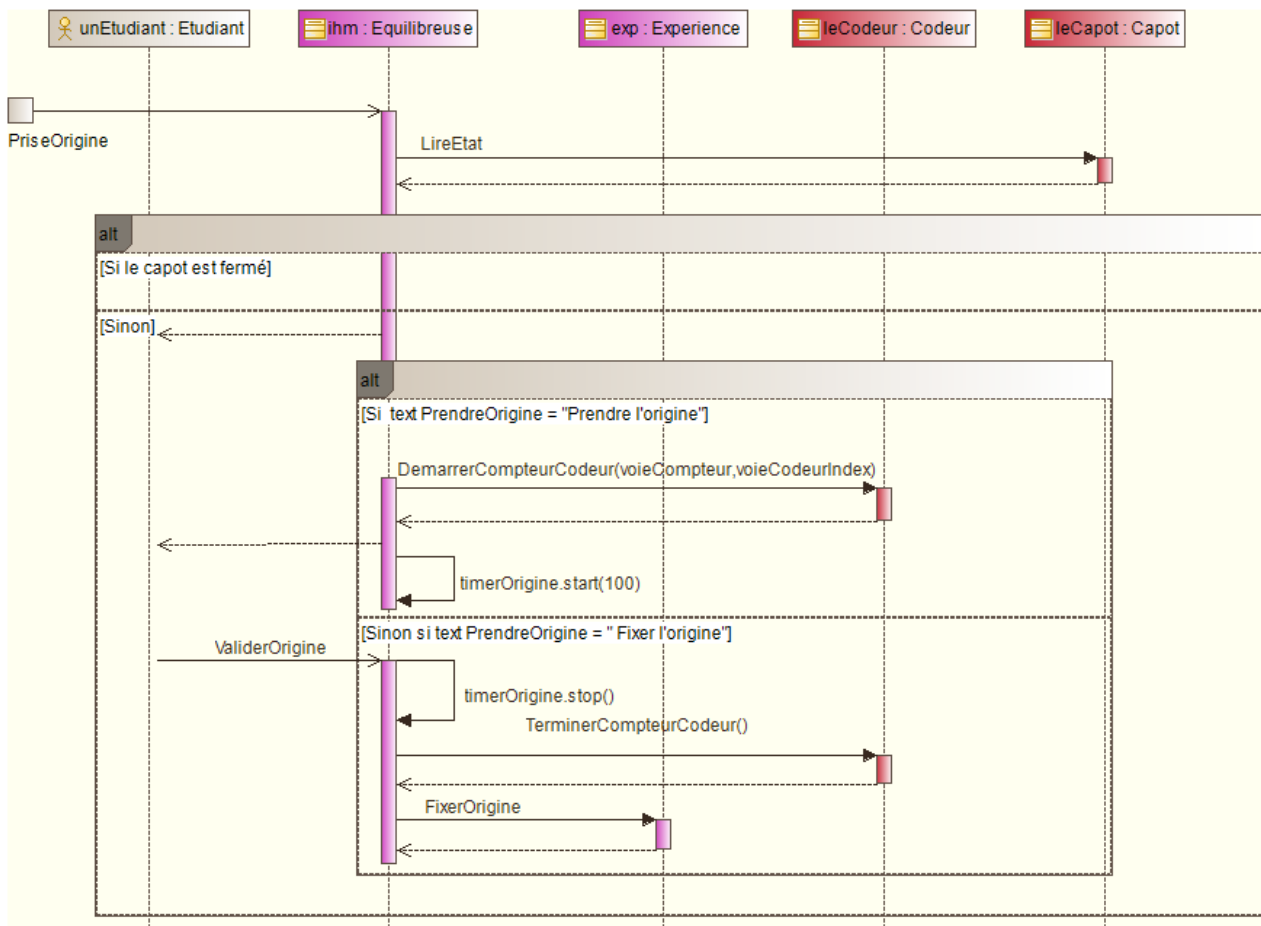 unEtudiant : Etudiant
ihm : Equilibreuse
exp : Experience
leCodeur : Codeur
leCapot : Capot
PriseOrigine
LireEtat
alt
[Si le capot est fermé]
[Sinon]
alt
[Si text PrendreOrigine = "Prendre l'origine"]
DemarrerCompteurCodeur(voieCompteur,voieCodeurIndex)
timerOrigine.start(100)
[Sinon si text PrendreOrigine = " Fixer l'origine"]
ValiderOrigine
timerOrigine.stop()
TerminerCompteurCodeur()
FixerOrigine